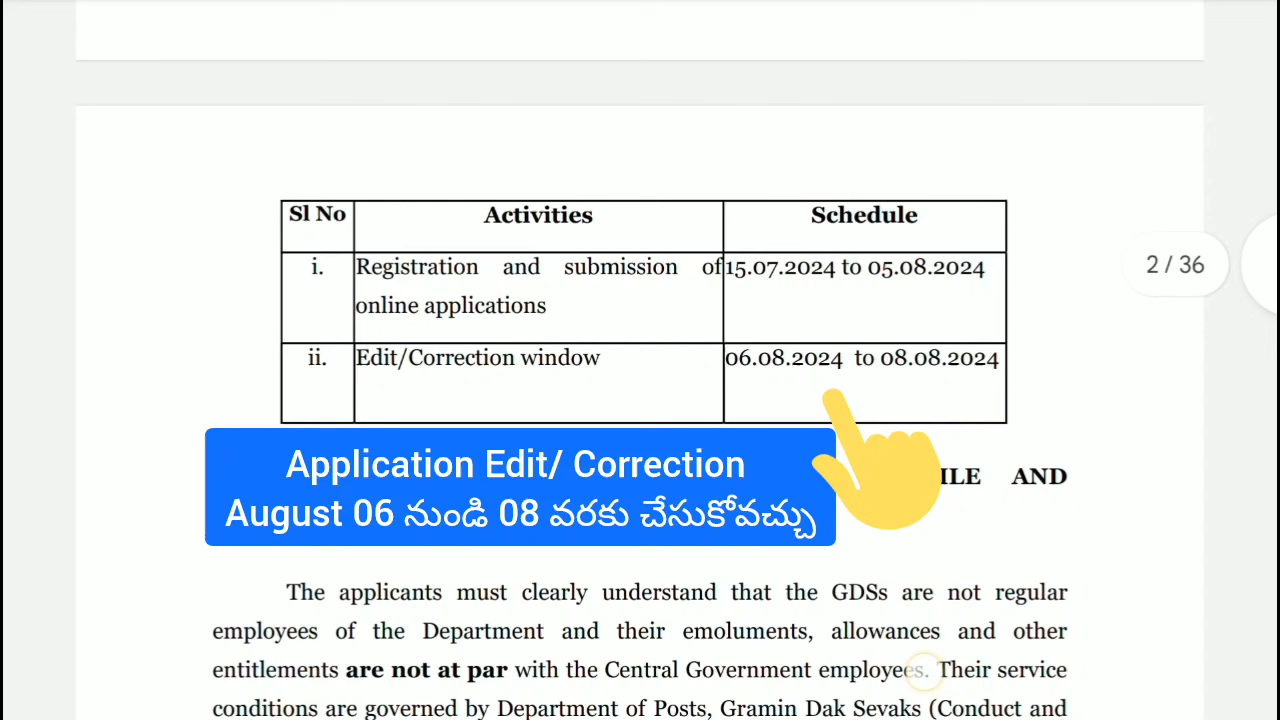 Sl No Activities Schedule
i. Registration and submission of 15.07.2024 to 05.08.2024
online applications
ii. Edit/Correction window 06.08.2024 to 08.08.2024
2 / 36
Application Edit/ Correction
August 06 నుండి 08 వరకు చేసుకోవచ్చు
AND
The applicants must clearly understand that the GDSs are not regular
employees of the Department and their emoluments, allowances and other
entitlements are not at par with the Central Government employees. Their service
conditions are governed by Department of Posts, Gramin Dak Sevaks (Conduct and